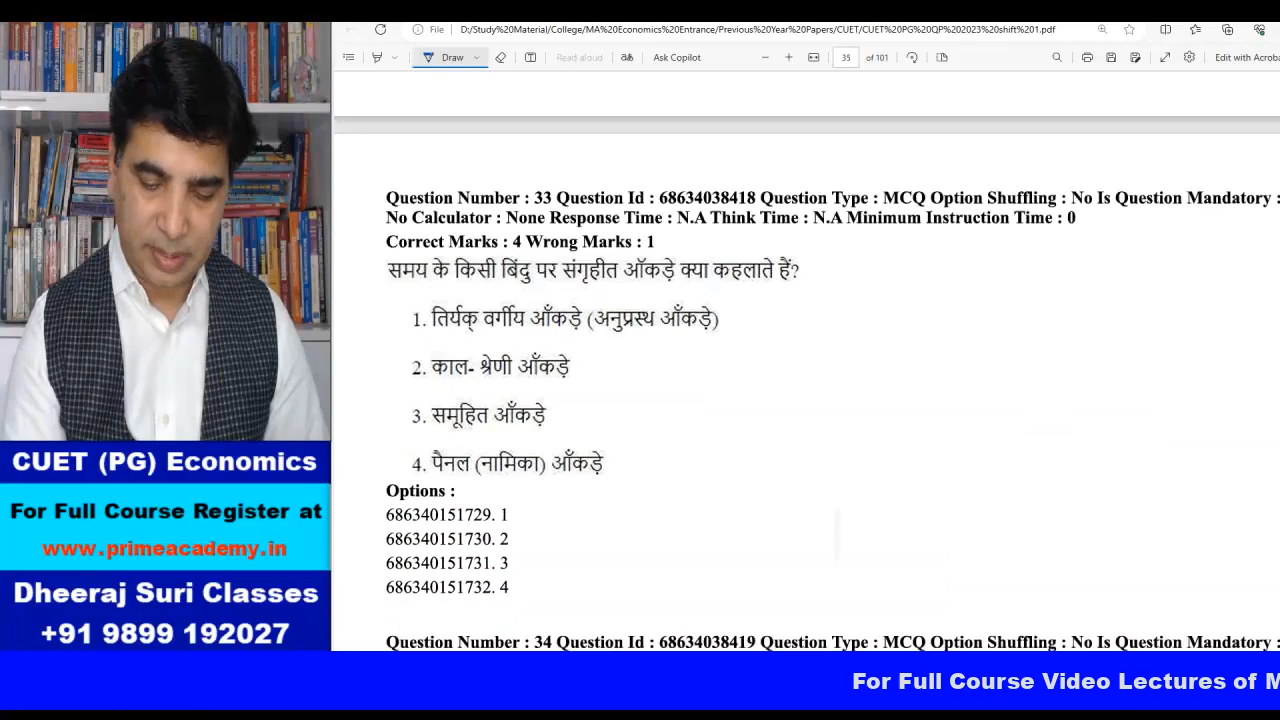 File D:/Study%20Material/College/MA%20Economics%20Entrance/Previous%20Year%20Papers/CUET/CUET%20PG%20QP%202023%20shift%201.pdf
Draw Read aloud Ask Copilot 35 of 101 Edit with Acroba
Question Number : 33 Question Id : 68634038418 Question Type : MCQ Option Shuffling : No Is Question Mandatory :
No Calculator : None Response Time : N.A Think Time : N.A Minimum Instruction Time : 0
Correct Marks : 4 Wrong Marks : 1
समय के किसी बिंदु पर संगृहीत ऑकड़े क्या कहलाते हैं?
1. तिर्यक् वर्गीय आँकड़े (अनुप्रस्थ आँकड़े)
2. काल- श्रेणी आँकड़े
3. समूहित आँकड़े
4. पैनल (नामिका) आँकड़े
Options :
686340151729. 1
686340151730. 2
686340151731. 3
686340151732. 4
Question Number : 34 Question Id : 68634038419 Question Type : MCQ Option Shuffling : No Is Question Mandatory :
CUET (PG) Economics
For Full Course Register at
www.primeacademy.in
Dheeraj Suri Classes
+91 9899 192027
For Full Course Video Lectures of M